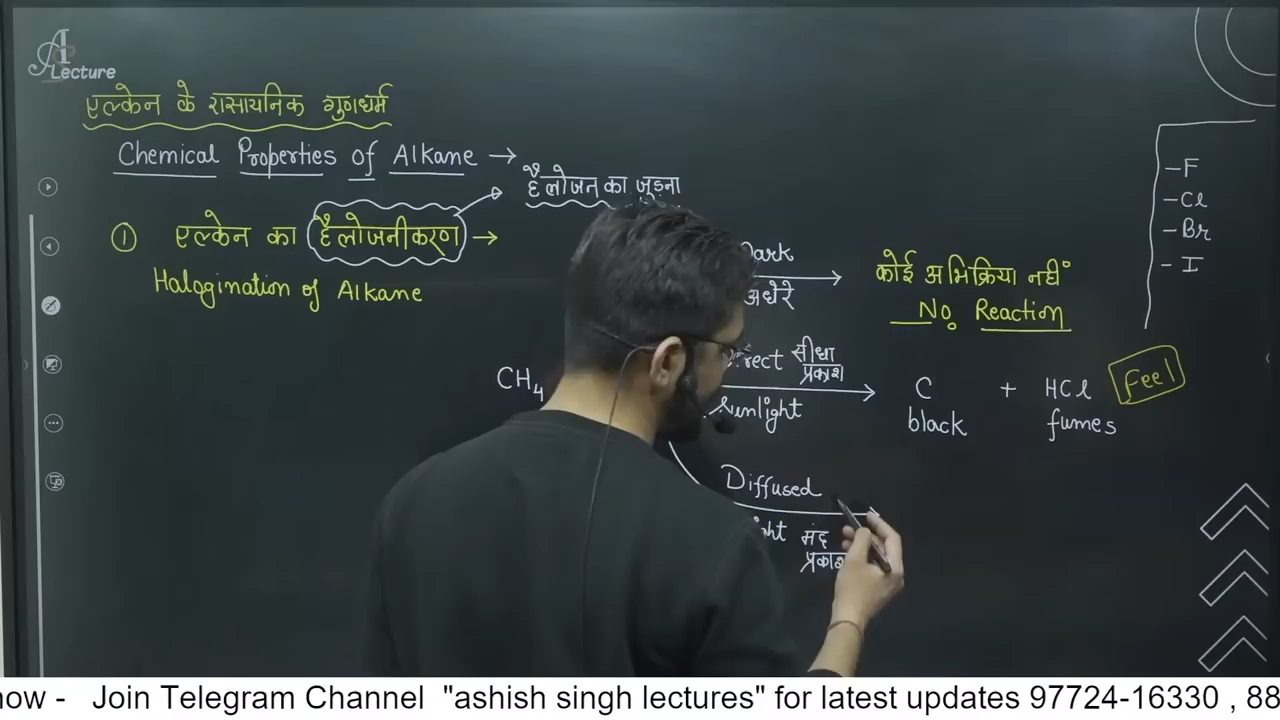 Lecture
एल्केन के रासायनिक गुणधर्म
Chemical Properties of Alkane →
हैलोजन का जुड़ना
① एल्केन का हैलोजनीकरण →
Halogination of Alkane
-F
-Cl
-Br
-I
अंधेरे
कोई अभिक्रिया नहीं
No Reaction
CH4
सीधा
प्रकाश
Sunlight
C + HCl
black fumes
Feel
Diffused
मंद
प्रकाश
now - Join Telegram Channel "ashish singh lectures" for latest updates 97724-16330 , 88